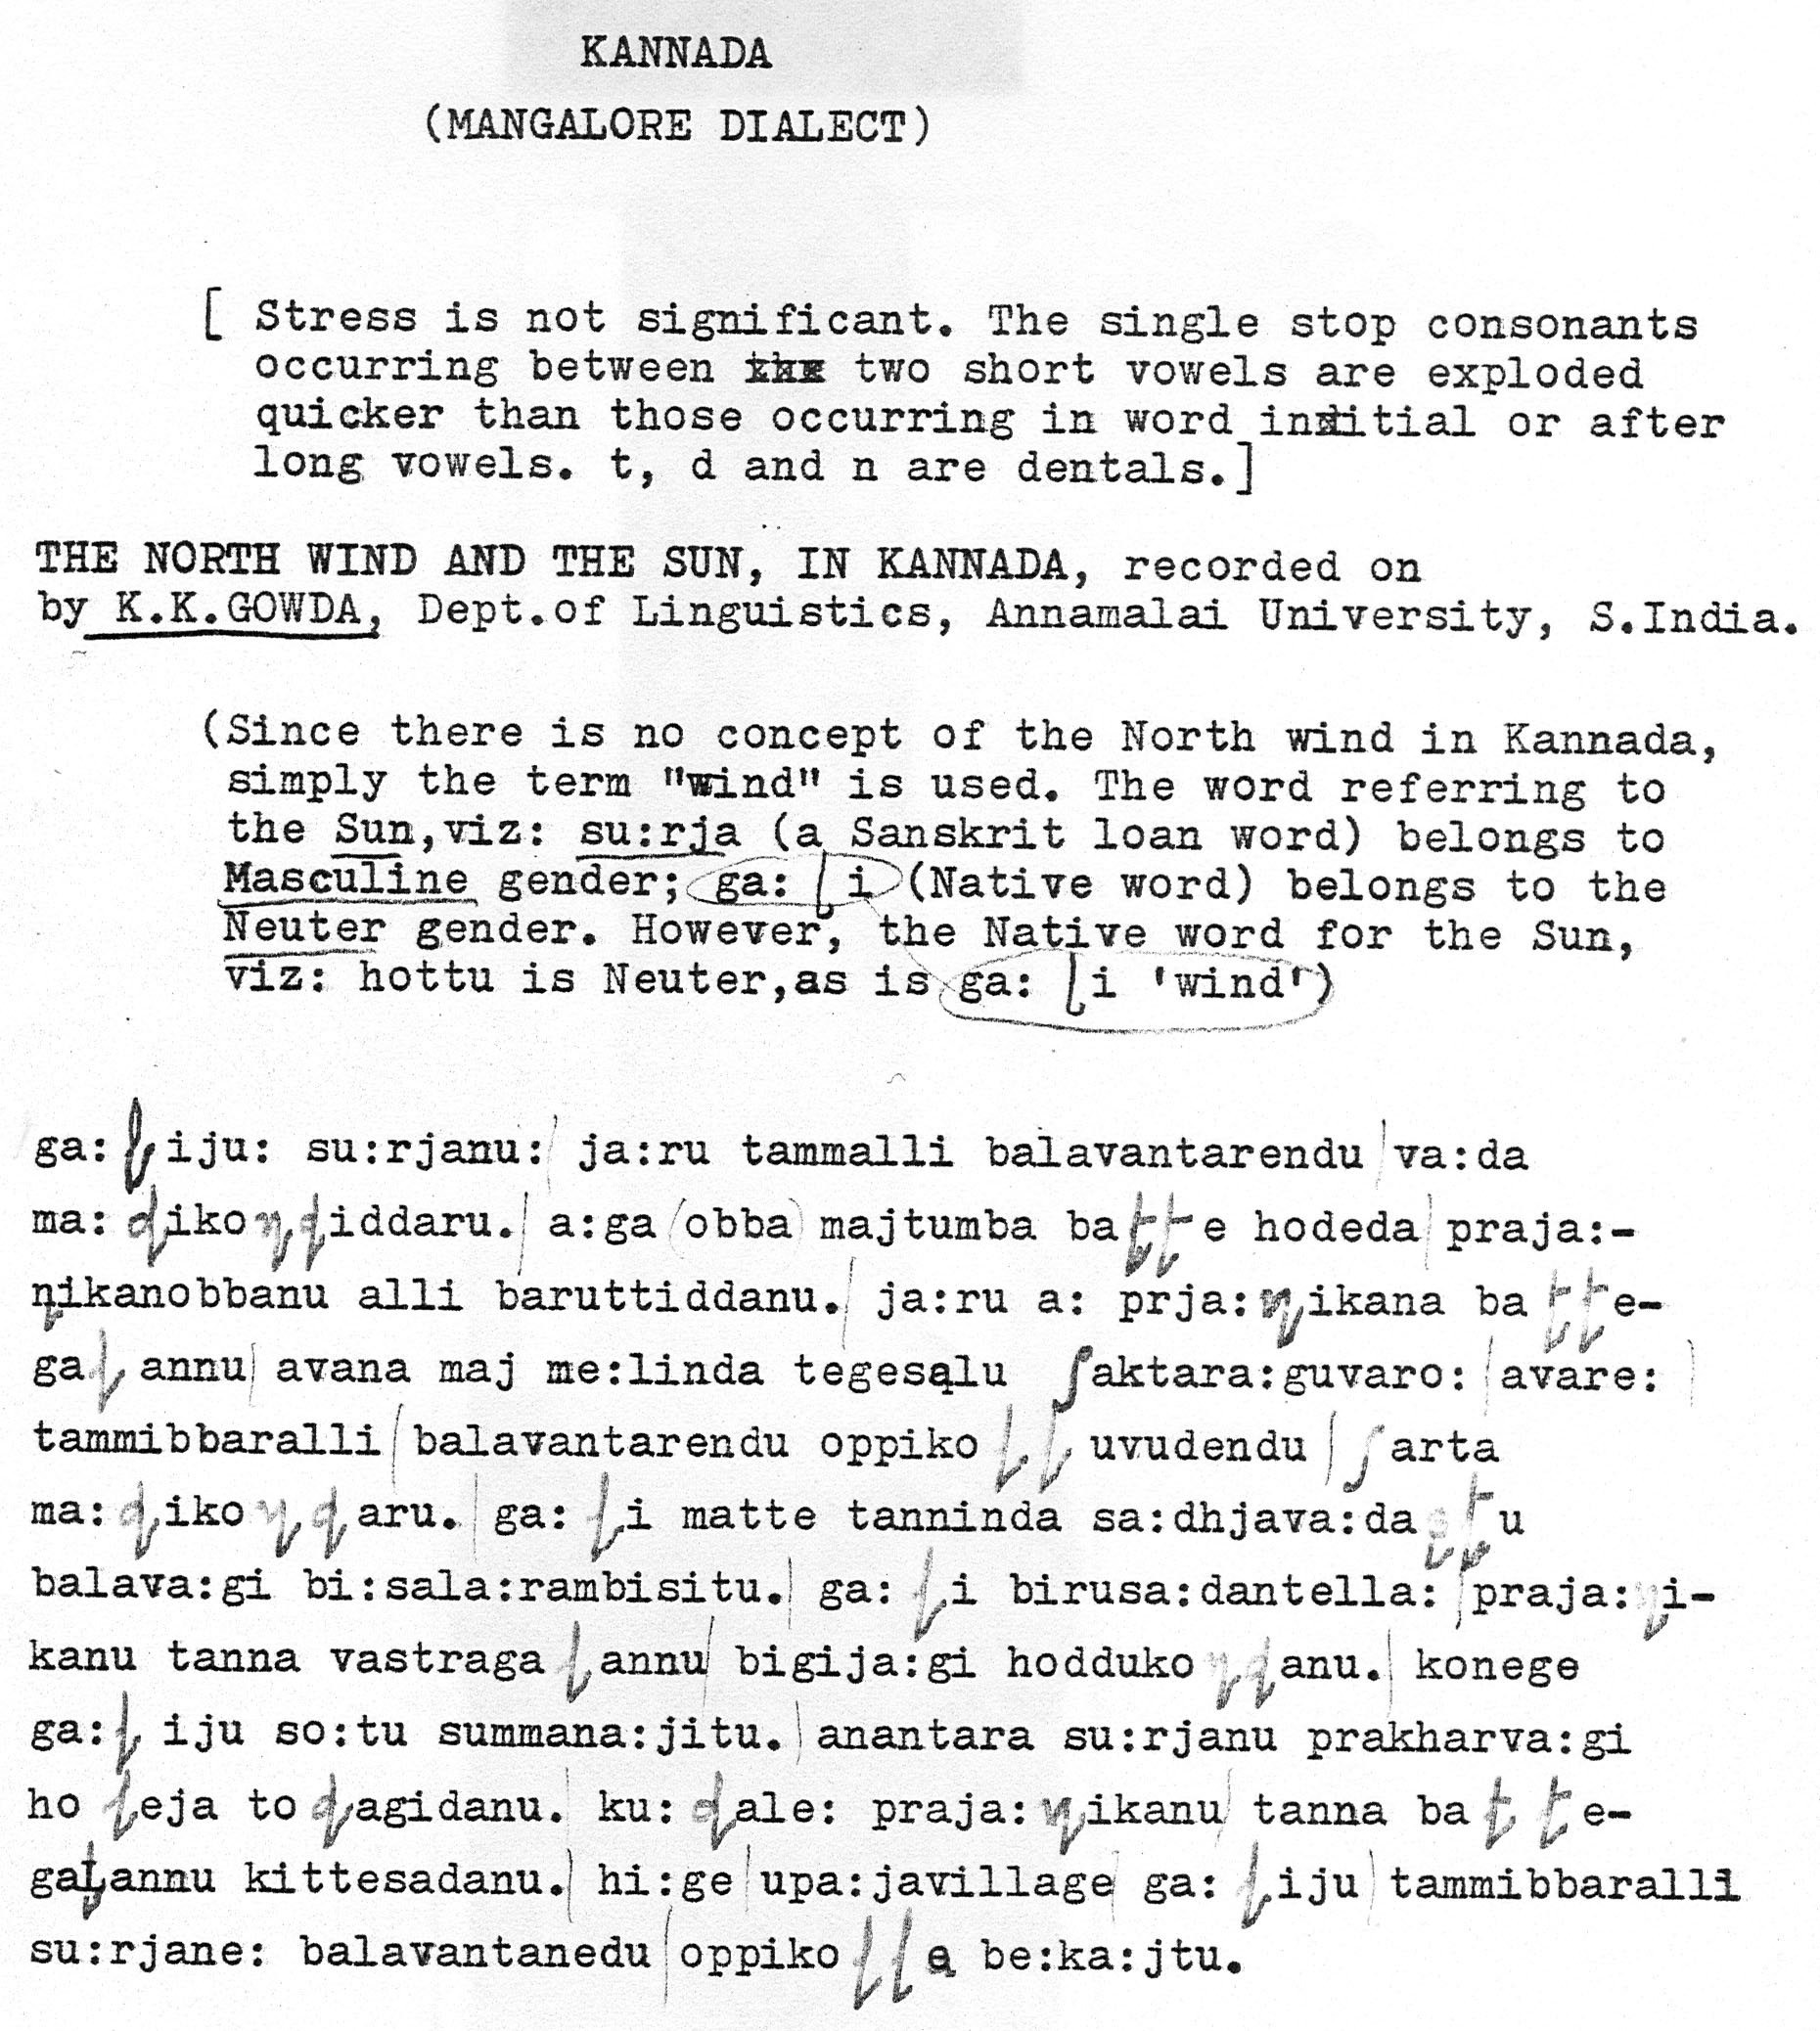 KANNADA
(MANGALORE DIALECT)
[ Stress is not significant. The single stop consonants
occurring between two short vowels are exploded
quicker than those occurring in word initial or after
long vowels. t, d and n are dentals.]
THE NORTH WIND AND THE SUN, IN KANNADA, recorded on
by K.K.GOWDA, Dept.of Linguistics, Annamalai University, S.India.
(Since there is no concept of the North wind in Kannada,
simply the term "wind" is used. The word referring to
the Sun,viz: su:rja (a Sanskrit loan word) belongs to
Masculine gender; ga: ɭi (Native word) belongs to the
Neuter gender. However, the Native word for the Sun,
viz: hottu is Neuter,as is ga: ɭi 'wind')
ga: ɭiju: su:rjanu:| ja:ru tammalli balavantarendu |va:da
ma: ɖikoɳɖiddaru.| a:ga (obba) majtumba baʈʈe hodeda| praja:-
ɳikanobbanu alli baruttiddanu.| ja:ru a: prja:ɳikana baʈʈe-
gaɭannu| avana maj me:linda tegesalu ʃaktara:guvaro: |avare: |
tammibbaralli|balavantarendu oppikoɭɭuvudendu | ʃarta
ma: ɖikoɳɖaru. |ga: ɭi matte tanninda sa:dhjava:daʂʈu
balava:gi bi:sala:rambisitu.| ga: ɭi birusa:dantella: |praja:ɳi-
kanu tanna vastragaɭannu| bigija:gi hoddukoɳɖanu.| konege
ga:ɭiju so:tu summana:jitu. |anantara su:rjanu prakharva:gi
hoɭeja toɖagidanu.| ku: ɖale: praja:ɳikanu| tanna baʈʈe-
gaɭannu kittesadanu.| hi:ge|upa:javillage| ga: ɭiju |tammibbaralli
su:rjane: balavantanedu |oppikoɭɭa be:ka:jtu.